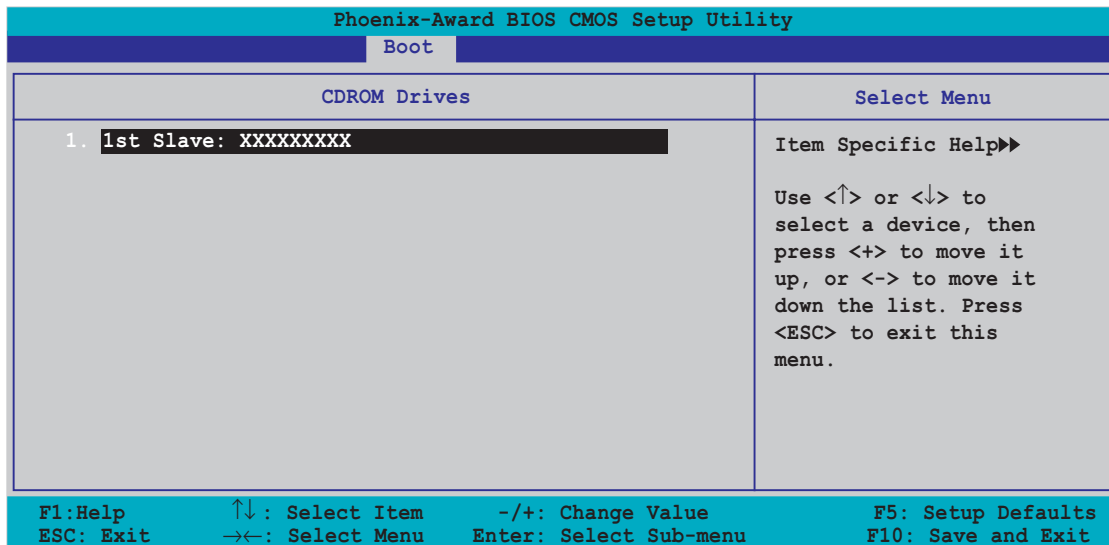 Phoenix-Award BIOS CMOS Setup Utility
Boot
CDROM Drives
Select Menu
1. 1st Slave: XXXXXXXXX
Item Specific Help▶▶
Use <↑> or <↓> to
select a device, then
press <+> to move it
up, or <-> to move it
down the list. Press
<ESC> to exit this
menu.
F1:Help ↑↓: Select Item -/+: Change Value F5: Setup Defaults
ESC: Exit →←: Select Menu Enter: Select Sub-menu F10: Save and Exit